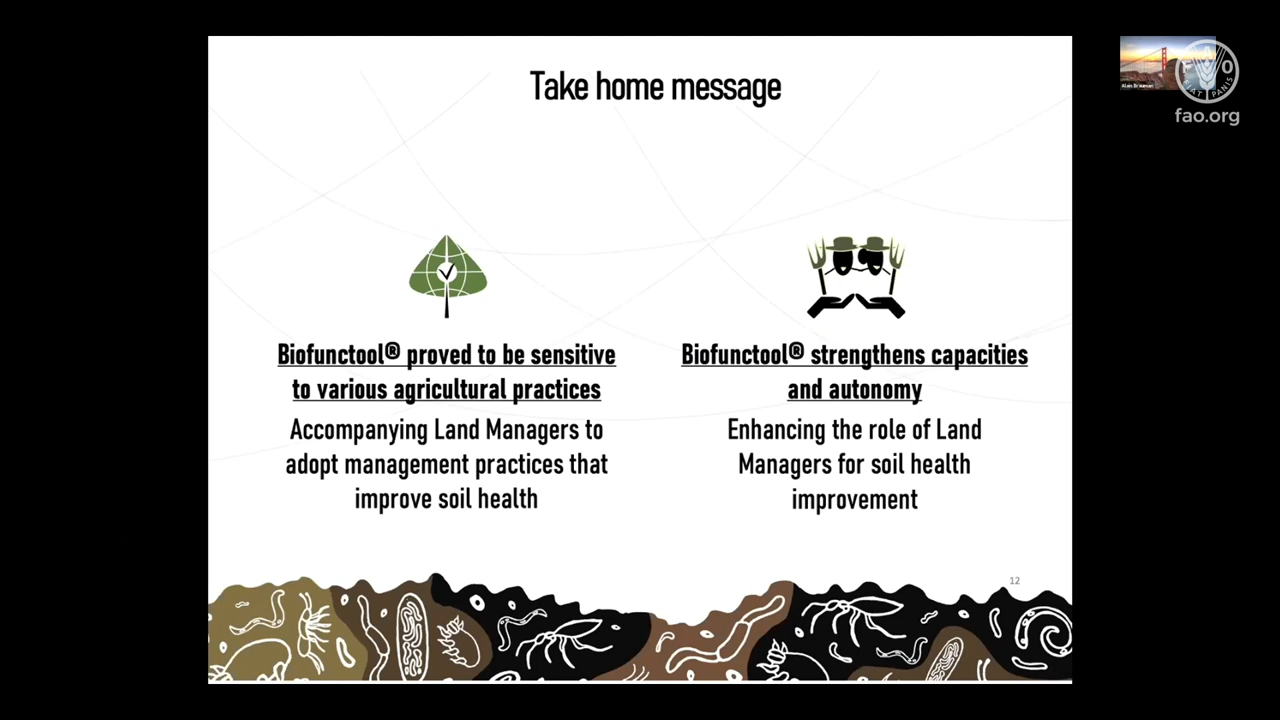 Take home message
Biofunctool® proved to be sensitive
to various agricultural practices
Accompanying Land Managers to
adopt management practices that
improve soil health
Biofunctool® strengthens capacities
and autonomy
Enhancing the role of Land
Managers for soil health
improvement
12
F A O
FIAT PANIS
fao.org